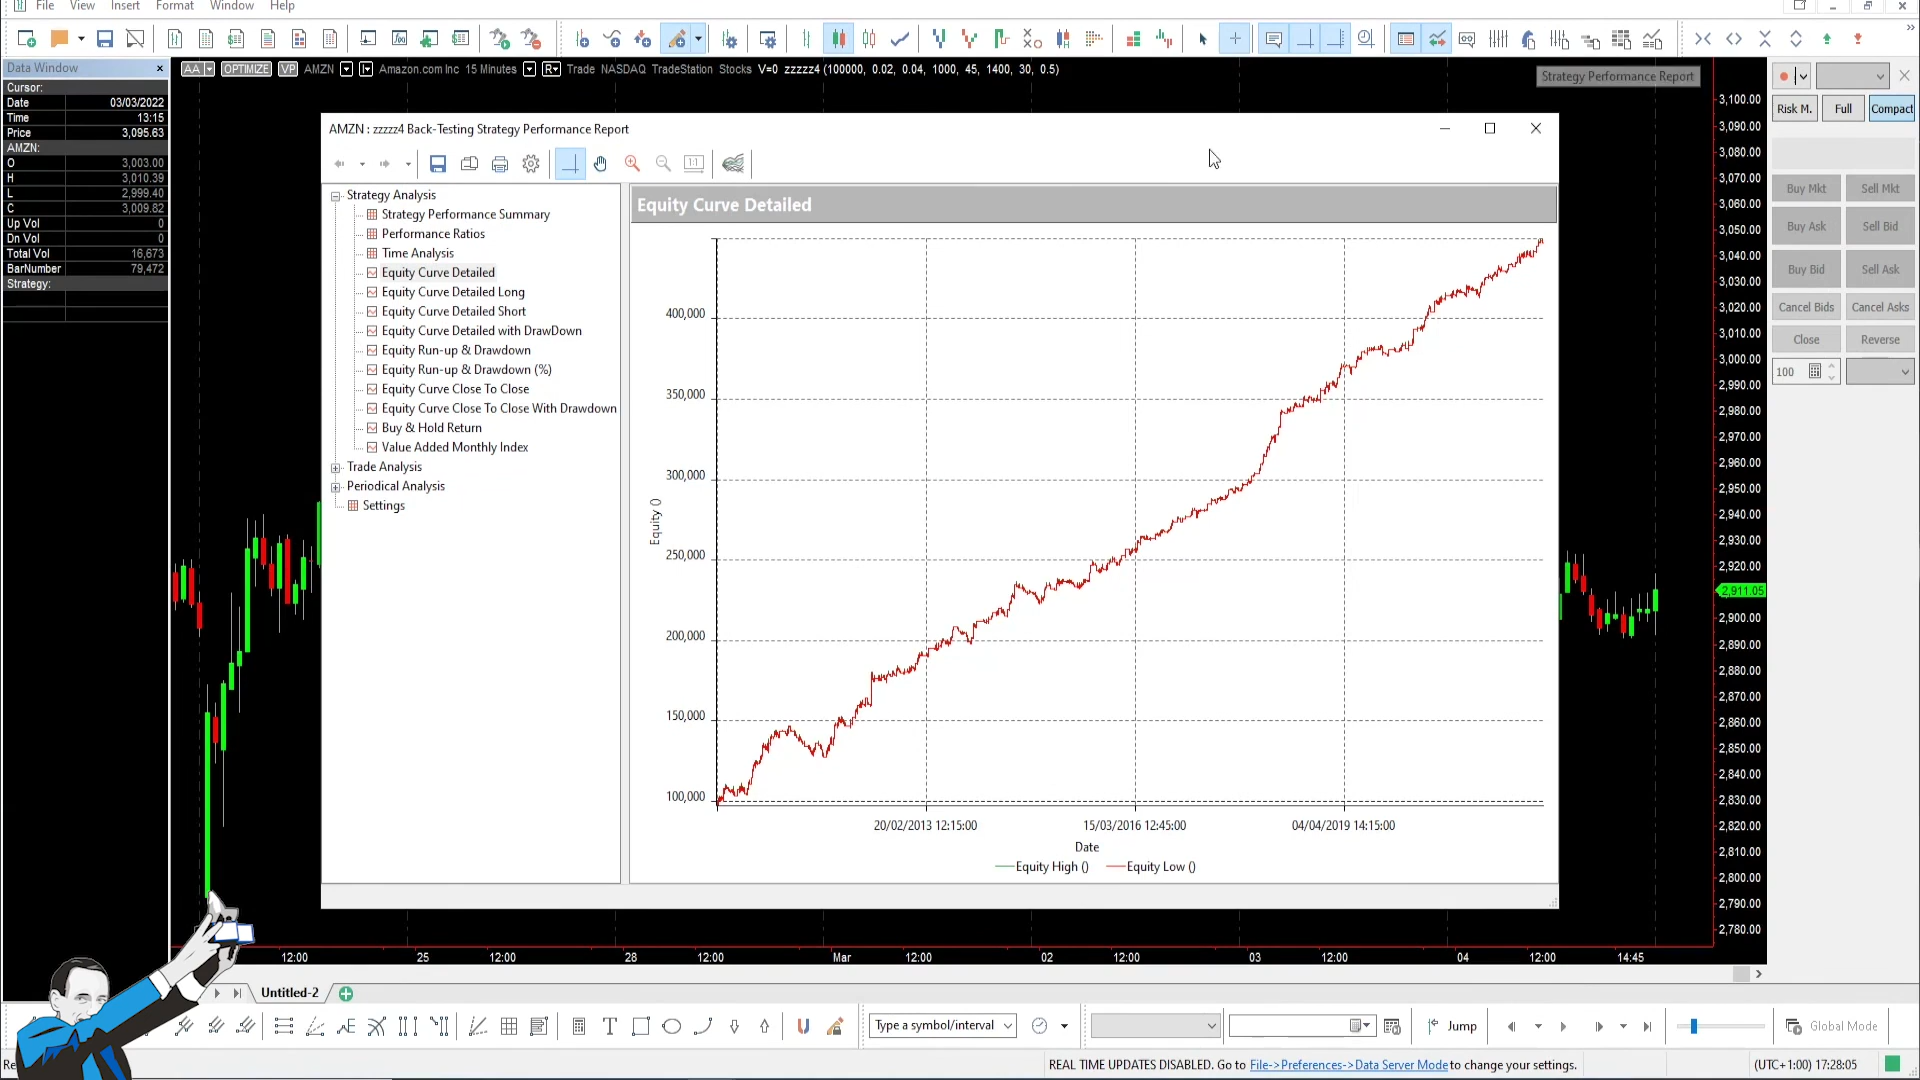 File View Insert Format Window Help
Data Window ×
Cursor:
Date 03/03/2022
Time 13:15
Price 3,095.63
AMZN:
O 3,003.00
H 3,010.39
L 2,999.40
C 3,009.82
Up Vol 0
Dn Vol 0
Total Vol 16,673
BarNumber 79,472
Strategy:
AA OPTIMIZE VP AMZN Amazon.com Inc 15 Minutes R Trade NASDAQ TradeStation Stocks V=0 zzzzz4 (100000, 0.02, 0.04, 1000, 45, 1400, 30, 0.5)
Strategy Performance Report
AMZN : zzzzz4 Back-Testing Strategy Performance Report
1:1
Strategy Analysis
Strategy Performance Summary
Performance Ratios
Time Analysis
Equity Curve Detailed
Equity Curve Detailed Long
Equity Curve Detailed Short
Equity Curve Detailed with DrawDown
Equity Run-up & Drawdown
Equity Run-up & Drawdown (%)
Equity Curve Close To Close
Equity Curve Close To Close With Drawdown
Buy & Hold Return
Value Added Monthly Index
Trade Analysis
Periodical Analysis
Settings
Equity Curve Detailed
400,000
350,000
300,000
250,000
200,000
150,000
100,000
Equity ()
20/02/2013 12:15:00 15/03/2016 12:45:00 04/04/2019 14:15:00
Date
Equity High () Equity Low ()
3,100.00
3,090.00
3,080.00
3,070.00
3,060.00
3,050.00
3,040.00
3,030.00
3,020.00
3,010.00
3,000.00
2,990.00
2,980.00
2,970.00
2,960.00
2,950.00
2,940.00
2,930.00
2,920.00
2,911.05
2,900.00
2,890.00
2,880.00
2,870.00
2,860.00
2,850.00
2,840.00
2,830.00
2,820.00
2,810.00
2,800.00
2,790.00
2,780.00
Risk M. Full Compact
Buy Mkt Sell Mkt
Buy Ask Sell Bid
Buy Bid Sell Ask
Cancel Bids Cancel Asks
Close Reverse
100
12:00 25 12:00 28 12:00 Mar 12:00 02 12:00 03 12:00 04 12:00 14:45
Untitled-2
Type a symbol/interval
Jump
Global Mode
Re
REAL TIME UPDATES DISABLED. Go to File->Preferences->Data Server Mode to change your settings.
(UTC+1:00) 17:28:05